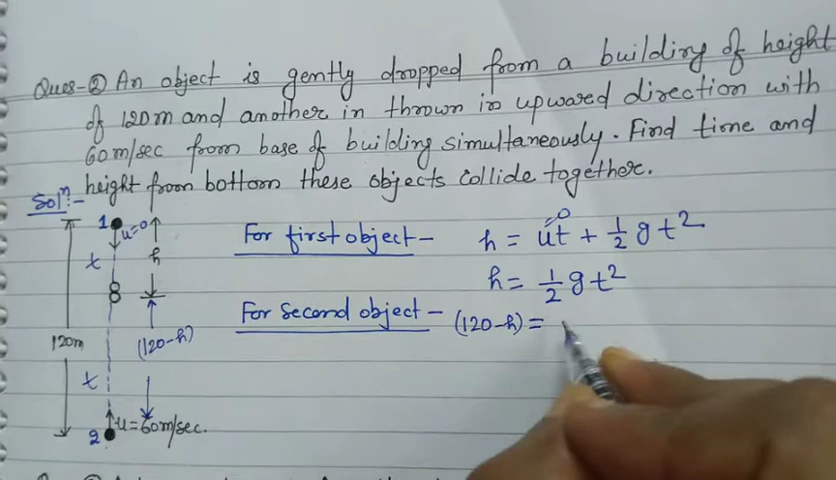 Ques-② An object is gently dropped from a building of height
of 120m and another in thrown in upward direction with
60m/sec from base of building simultaneously. Find time and
height from bottom these objects collide together.
Solⁿ:-
1 u=0
t
h
120m
(120-h)
t
2 u=60m/sec.
For first object - h = ut + 1/2 g t²
=0
h = 1/2 g t²
For second object - (120-h) =